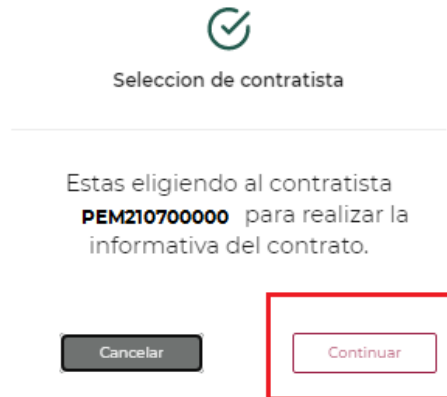 Seleccion de contratista
Estas eligiendo al contratista
PEM210700000 para realizar la
informativa del contrato.
Cancelar
Continuar